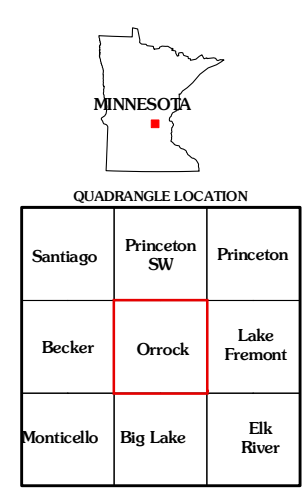 MINNESOTA
QUADRANGLE LOCATION
Santiago
Princeton
SW
Princeton
Becker
Orrock
Lake
Fremont
Monticello
Big Lake
Elk
River